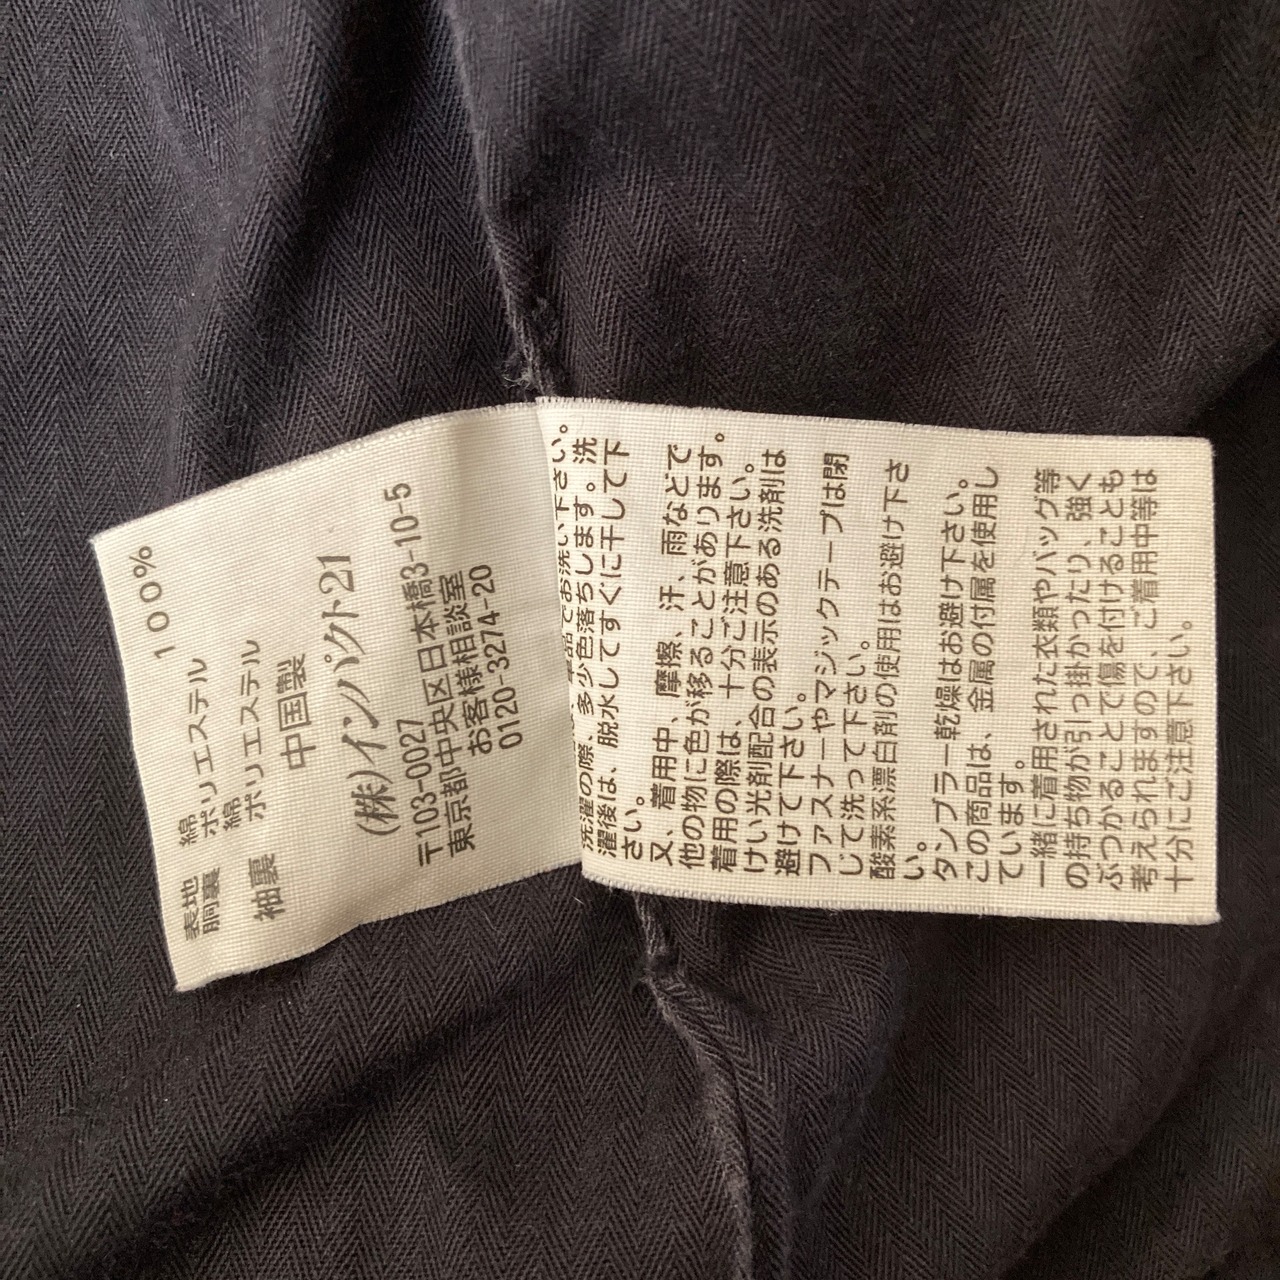 表地 綿 100%
胴裏 ポリエステル
綿
袖裏 ポリエステル
中国製
(株)インパクト21
〒103-0027
東京都中央区日本橋3-10-5
お客様相談室
0120-3274-20
単品でお洗い下さい。
洗濯の際、多少色落ちします。洗
濯後は、脱水してすぐに干して下
さい。
又、着用中、摩擦、汗、雨などで
他の物に色が移ることがあります。
着用の際は、十分ご注意下さい。
けい光剤配合の表示のある洗剤は
避けて下さい。
ファスナーやマジックテープは閉
じて洗って下さい。
酸素系漂白剤の使用はお避け下さ
い。
タンブラー乾燥はお避け下さい。
この商品は、金属の付属を使用し
ています。
一緒に着用された衣類やバッグ等
の持ち物が引っ掛かったり、強く
ぶつかることで傷を付けることも
考えられますので、ご着用中等は
十分にご注意下さい。